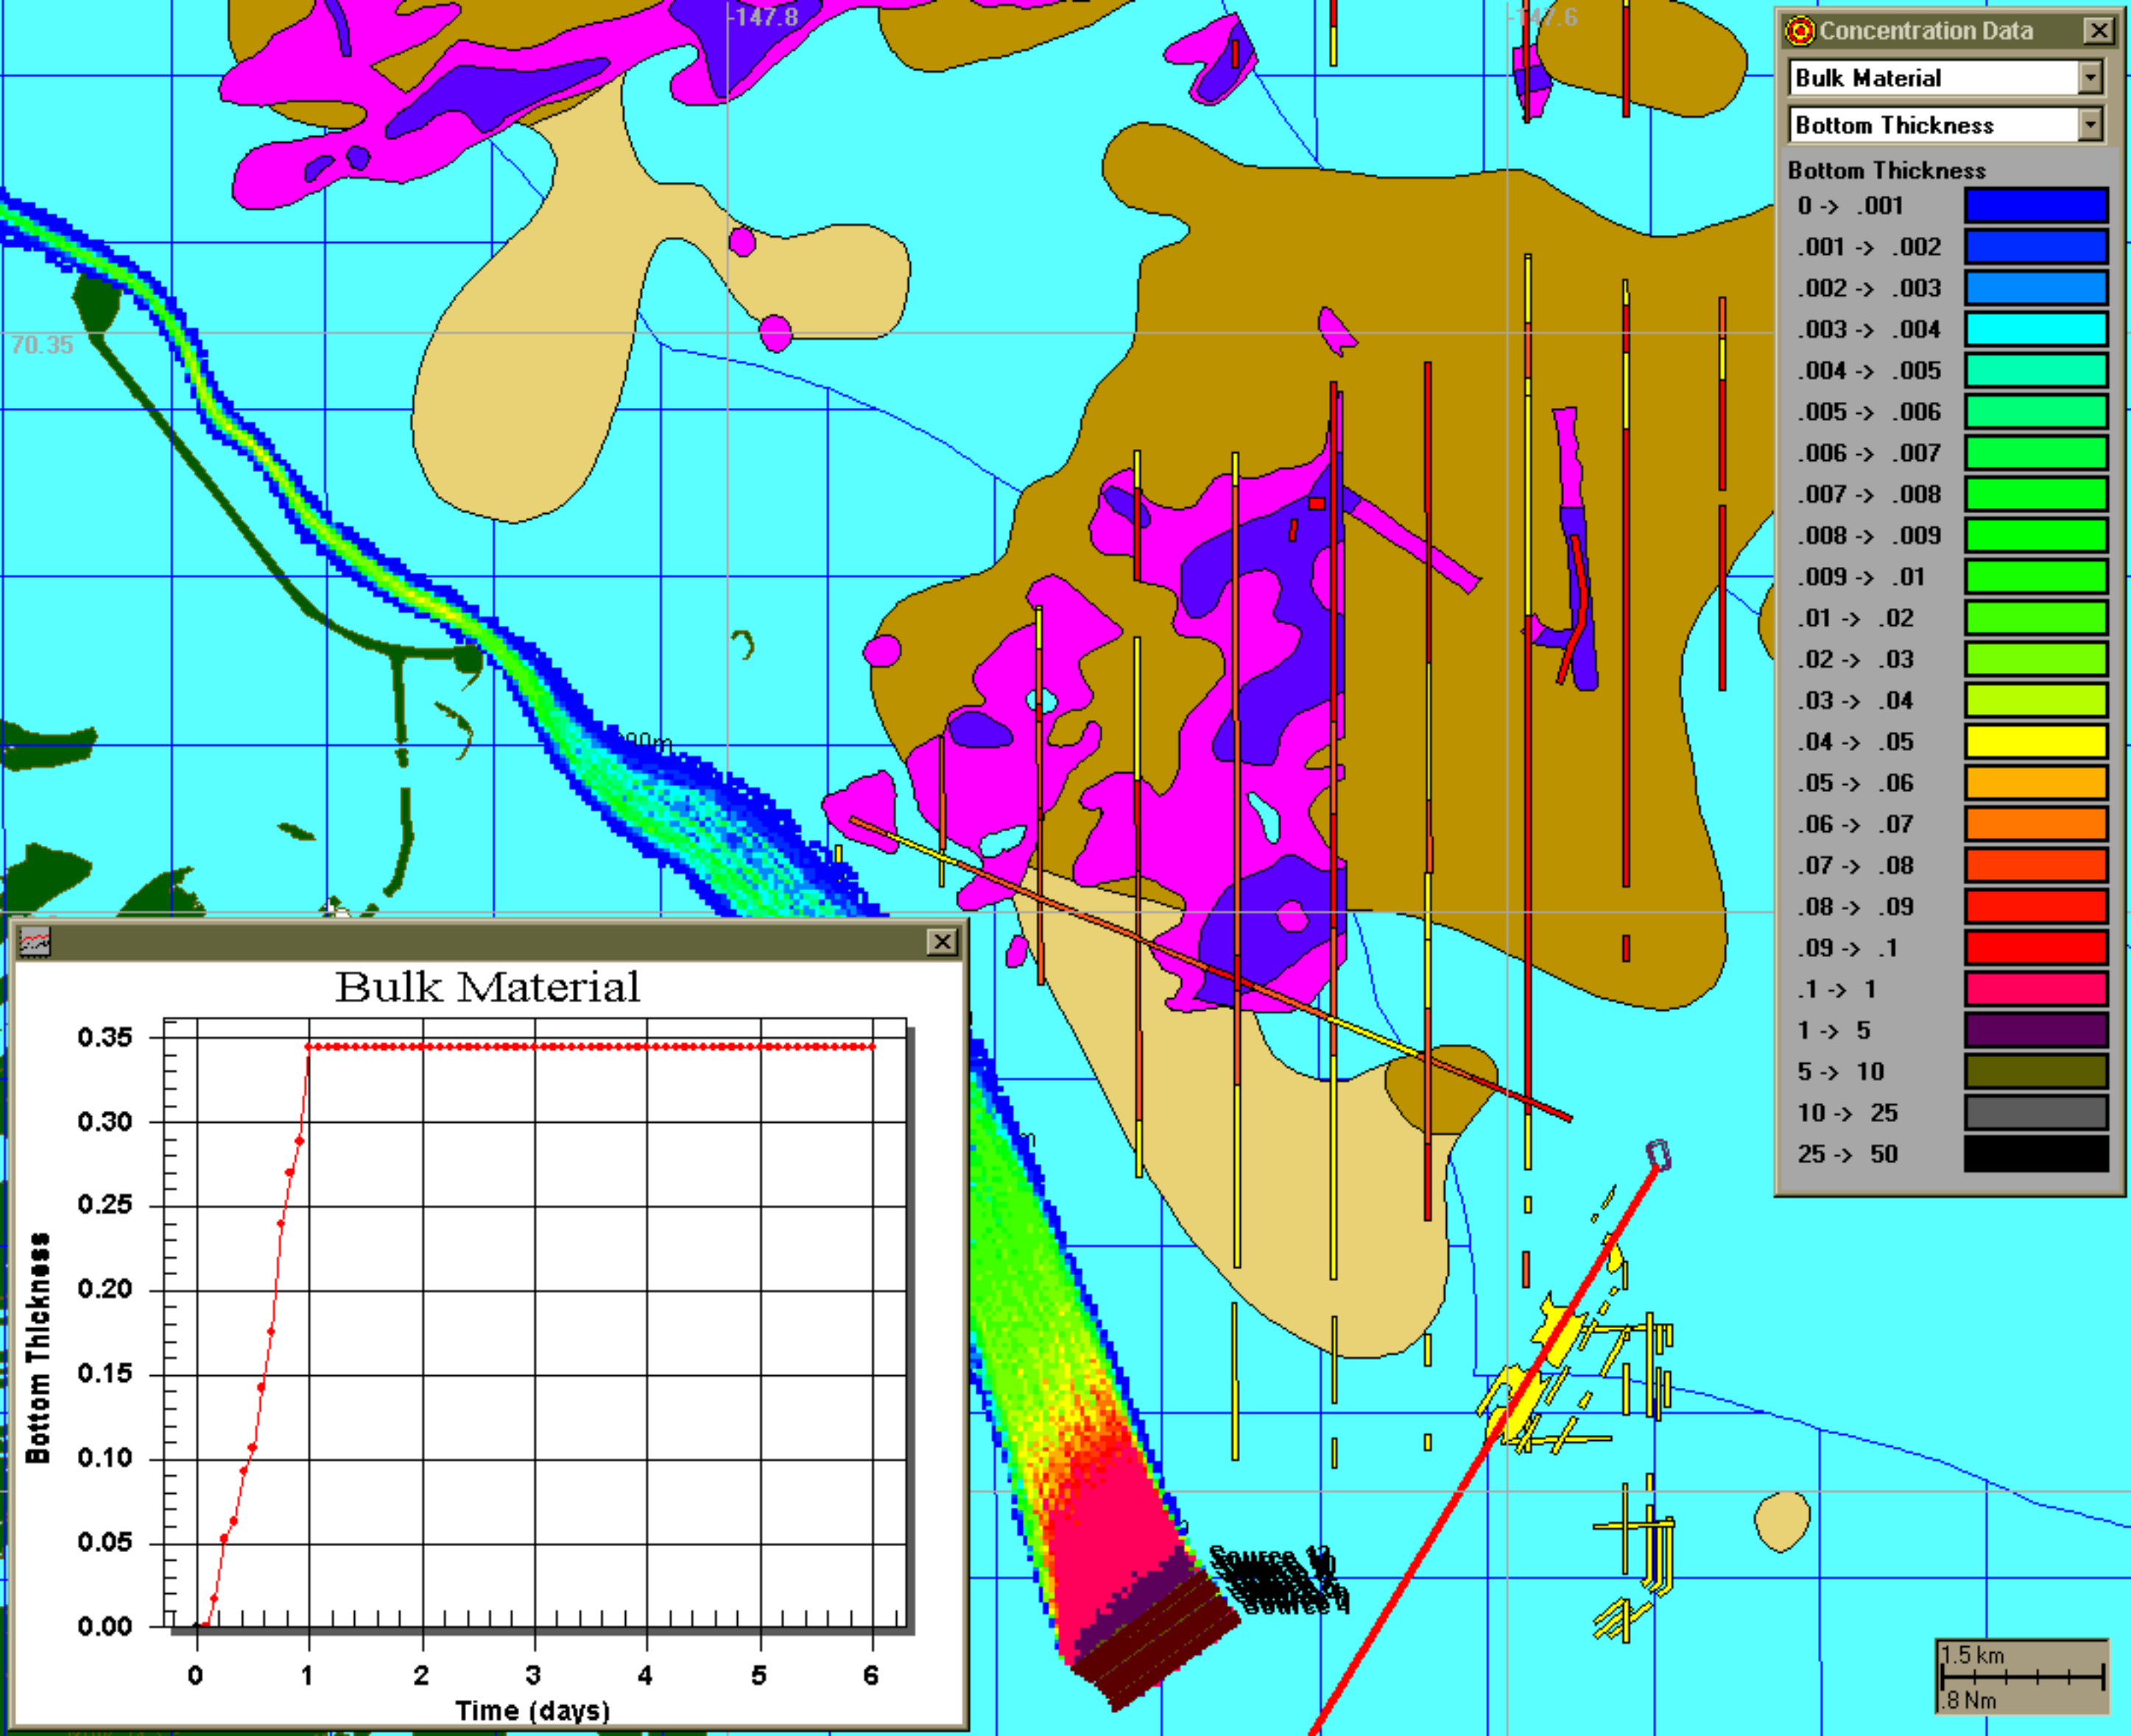 -147.8
-147.6
70.35
Concentration Data
Bulk Material
Bottom Thickness
Bottom Thickness
0 -> .001
.001 -> .002
.002 -> .003
.003 -> .004
.004 -> .005
.005 -> .006
.006 -> .007
.007 -> .008
.008 -> .009
.009 -> .01
.01 -> .02
.02 -> .03
.03 -> .04
.04 -> .05
.05 -> .06
.06 -> .07
.07 -> .08
.08 -> .09
.09 -> .1
.1 -> 1
1 -> 5
5 -> 10
10 -> 25
25 -> 50
Bulk Material
0.35
0.30
0.25
0.20
0.15
0.10
0.05
0.00
Bottom Thickness
0 1 2 3 4 5 6
Time (days)
Source
Source 4
1.5 km
.8 Nm